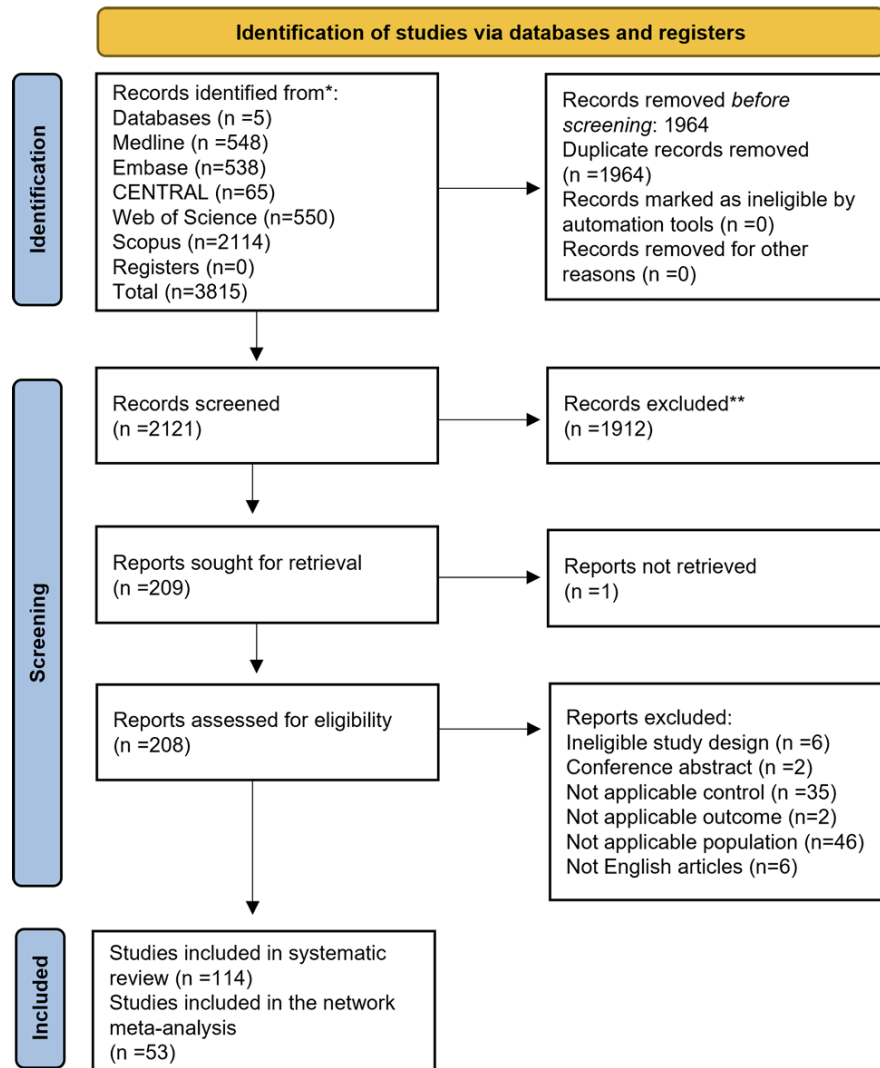 Identification of studies via databases and registers
Identification
Records identified from*:
Databases (n =5)
Medline (n =548)
Embase (n=538)
CENTRAL (n=65)
Web of Science (n=550)
Scopus (n=2114)
Registers (n=0)
Total (n=3815)
Records removed before
screening: 1964
Duplicate records removed
(n =1964)
Records marked as ineligible by
automation tools (n =0)
Records removed for other
reasons (n =0)
Screening
Records screened
(n =2121)
Records excluded**
(n =1912)
Reports sought for retrieval
(n =209)
Reports not retrieved
(n =1)
Reports assessed for eligibility
(n =208)
Reports excluded:
Ineligible study design (n =6)
Conference abstract (n =2)
Not applicable control (n =35)
Not applicable outcome (n=2)
Not applicable population (n=46)
Not English articles (n=6)
Included
Studies included in systematic
review (n =114)
Studies included in the network
meta-analysis
(n =53)